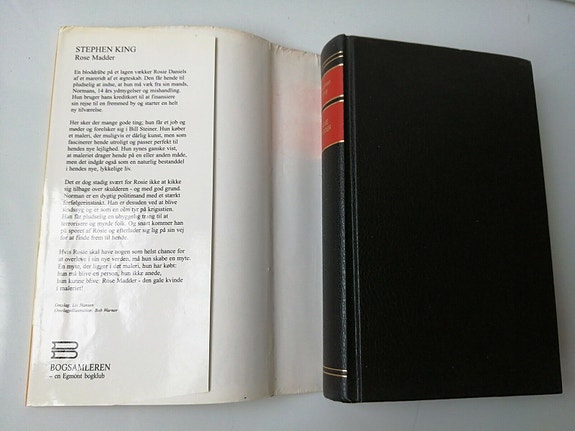 STEPHEN KING
Rose Madder
En bloddråbe på et lagen vækker Rosie Daniels
af et mareridt af et ægteskab. Den får hende til
pludselig at indse, at hun må væk fra sin mands,
Normans, 14 års ydmygelser og mishandling.
Hun bruger hans kreditkort til at finansiere
sin rejse til en fremmed by og starter en helt
ny tilværelse.
Her sker der mange gode ting; hun får et job og
møder og forelsker sig i Bill Steiner. Hun køber
et maleri, der muligvis er dårlig kunst, men som
fascinerer hende utroligt og passer perfekt til
hendes nye lejlighed. Hun synes ganske vist,
at maleriet drager hende på en eller anden måde,
men det indgår også som en naturlig bestanddel
i hendes nye, lykkelige liv.
Det er dog stadig svært for Rosie ikke at kikke
sig tilbage over skulderen - og med god grund.
Norman er en dygtig politimand med et stærkt
forfølgerinstinkt. Han er desuden ved at blive
sindssyg og er som en olm tyr på krigsstien.
Han får pludselig en uhyggelig trang til at
terrorisere og myrde folk. Og snart kommer han
på sporet af Rosie og efterlader sig lig på sin vej
for at finde frem til hende.
Hvis Rosie skal have nogen som helst chance for
at overleve i sin nye verden, må hun skabe en myte.
En myte, der ligger i det maleri, hun har købt:
hun må blive en person, hun ikke anede,
hun kunne blive: Rose Madder - den gale kvinde
i maleriet!
Omslag: Lis Hansen
Omslagsillustration: Bob Warner
BOGSAMLEREN
- en Egmont bogklub